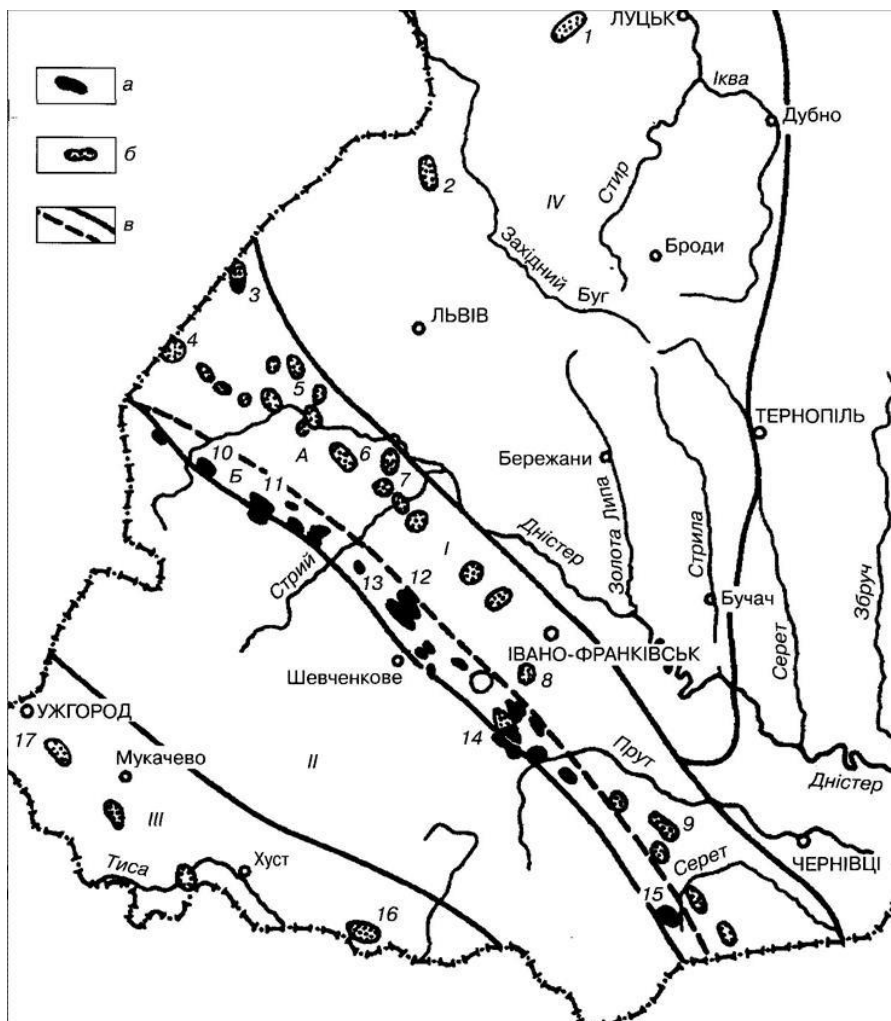 ЛУЦЬК
1
а
Іква
Дубно
б
2
Стир
IV
в
Західний
Буг
Броди
3
ЛЬВІВ
4
5
ТЕРНОПІЛЬ
10
А
6
Бережани
Б
11
7
Золота Липа
Стрила
Збруч
Дністер
I
Стрий
13
12
Бучач
Серет
ІВАНО-ФРАНКІВСЬК
Шевченкове
8
УЖГОРОД
14
17
Прут
Мукачево
II
Дністер
III
9
ЧЕРНІВЦІ
Тиса
Хуст
Серет
15
16